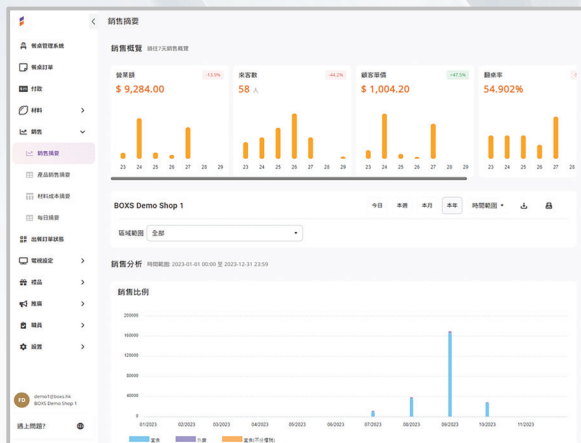 銷售摘要
餐桌管理系統
餐桌訂單
付款
材料
銷售
銷售摘要
產品銷售摘要
材料成本摘要
每日摘要
出餐訂單狀態
電視設定
禮品
推廣
職員
設置
FD
demo1@boxs.hk
BOXS Demo Shop 1
遇上問題?
銷售概覽 過往7天銷售概覽
營業額 -13.9%
$ 9,284.00
23 24 25 26 27 28 29
來客數 -44.2%
58 人
23 24 25 26 27 28 29
顧客單價 +47.5%
$ 1,004.20
23 24 25 26 27 28 29
翻桌率
54.902%
23 24 25 26 27 28
BOXS Demo Shop 1 今日 本週 本月 本年 時間範圍
區域範圍 全部
銷售分析 時間範圍: 2023-01-01 00:00 至 2023-12-31 23:59
銷售比例
200000
160000
120000
80000
40000
0
01/2023 02/2023 03/2023 04/2023 05/2023 06/2023 07/2023 08/2023 09/2023 10/2023 11/2023
堂食 外賣 堂食(不分種類)